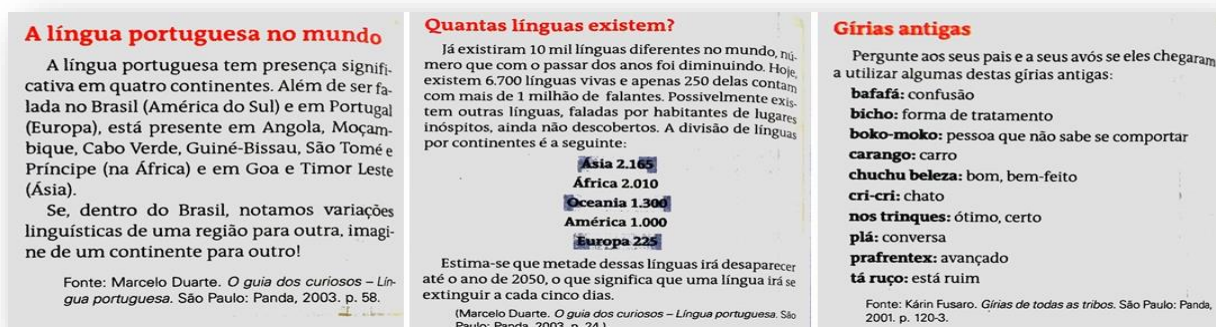 A língua portuguesa no mundo
A língua portuguesa tem presença signifi-
cativa em quatro continentes. Além de ser fa-
lada no Brasil (América do Sul) e em Portugal
(Europa), está presente em Angola, Moçam-
bique, Cabo Verde, Guiné-Bissau, São Tomé e
Príncipe (na África) e em Goa e Timor Leste
(Ásia).
Se, dentro do Brasil, notamos variações
linguísticas de uma região para outra, imagi-
ne de um continente para outro!
Fonte: Marcelo Duarte. O guia dos curiosos – Lín-
gua portuguesa. São Paulo: Panda, 2003. p. 58.
Quantas línguas existem?
Já existiram 10 mil línguas diferentes no mundo, nú-
mero que com o passar dos anos foi diminuindo. Hoje,
existem 6.700 línguas vivas e apenas 250 delas contam
com mais de 1 milhão de falantes. Possivelmente exis-
tem outras línguas, faladas por habitantes de lugares
inóspitos, ainda não descobertos. A divisão de línguas
por continentes é a seguinte:
Ásia 2.165
África 2.010
Oceania 1.300
América 1.000
Europa 225
Estima-se que metade dessas línguas irá desaparecer
até o ano de 2050, o que significa que uma língua irá se
extinguir a cada cinco dias.
(Marcelo Duarte. O guia dos curiosos – Língua portuguesa. São
Paulo: Panda, 2003. p. 24.)
Gírias antigas
Pergunte aos seus pais e a seus avós se eles chegaram
a utilizar algumas destas gírias antigas:
bafafá: confusão
bicho: forma de tratamento
boko-moko: pessoa que não sabe se comportar
carango: carro
chuchu beleza: bom, bem-feito
cri-cri: chato
nos trinques: ótimo, certo
plá: conversa
prafrentex: avançado
tá ruço: está ruim
Fonte: Kárin Fusaro. Gírias de todas as tribos. São Paulo: Panda,
2001. p. 120-3.